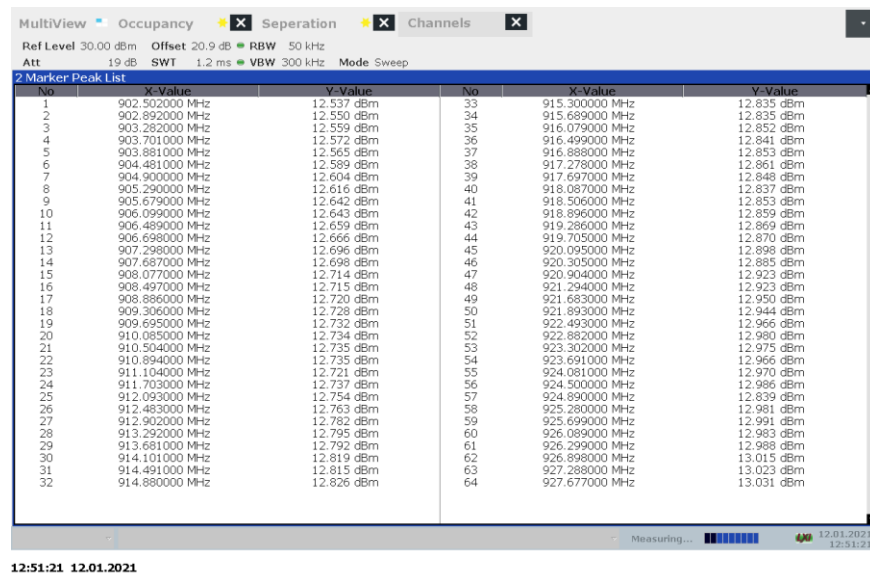 MultiView Occupancy X Seperation X Channels X
Ref Level 30.00 dBm Offset 20.9 dB RBW 50 kHz
Att 19 dB SWT 1.2 ms VBW 300 kHz Mode Sweep
2 Marker Peak List
No X-Value Y-Value No X-Value Y-Value
1 902.502000 MHz 12.537 dBm 33 915.300000 MHz 12.835 dBm
2 902.892000 MHz 12.550 dBm 34 915.689000 MHz 12.835 dBm
3 903.282000 MHz 12.559 dBm 35 916.079000 MHz 12.852 dBm
4 903.701000 MHz 12.572 dBm 36 916.499000 MHz 12.841 dBm
5 903.881000 MHz 12.565 dBm 37 916.888000 MHz 12.853 dBm
6 904.481000 MHz 12.589 dBm 38 917.278000 MHz 12.861 dBm
7 904.900000 MHz 12.604 dBm 39 917.697000 MHz 12.848 dBm
8 905.290000 MHz 12.616 dBm 40 918.087000 MHz 12.837 dBm
9 905.679000 MHz 12.642 dBm 41 918.506000 MHz 12.853 dBm
10 906.099000 MHz 12.643 dBm 42 918.896000 MHz 12.859 dBm
11 906.489000 MHz 12.659 dBm 43 919.286000 MHz 12.869 dBm
12 906.698000 MHz 12.666 dBm 44 919.705000 MHz 12.870 dBm
13 907.298000 MHz 12.696 dBm 45 920.095000 MHz 12.898 dBm
14 907.687000 MHz 12.698 dBm 46 920.305000 MHz 12.885 dBm
15 908.077000 MHz 12.714 dBm 47 920.904000 MHz 12.923 dBm
16 908.497000 MHz 12.715 dBm 48 921.294000 MHz 12.923 dBm
17 908.886000 MHz 12.720 dBm 49 921.683000 MHz 12.950 dBm
18 909.306000 MHz 12.728 dBm 50 921.893000 MHz 12.944 dBm
19 909.695000 MHz 12.732 dBm 51 922.493000 MHz 12.966 dBm
20 910.085000 MHz 12.734 dBm 52 922.882000 MHz 12.980 dBm
21 910.504000 MHz 12.735 dBm 53 923.302000 MHz 12.975 dBm
22 910.894000 MHz 12.735 dBm 54 923.691000 MHz 12.966 dBm
23 911.104000 MHz 12.721 dBm 55 924.081000 MHz 12.970 dBm
24 911.703000 MHz 12.737 dBm 56 924.500000 MHz 12.986 dBm
25 912.093000 MHz 12.754 dBm 57 924.890000 MHz 12.839 dBm
26 912.483000 MHz 12.763 dBm 58 925.280000 MHz 12.981 dBm
27 912.902000 MHz 12.782 dBm 59 925.699000 MHz 12.991 dBm
28 913.292000 MHz 12.795 dBm 60 926.089000 MHz 12.983 dBm
29 913.681000 MHz 12.792 dBm 61 926.299000 MHz 12.988 dBm
30 914.101000 MHz 12.819 dBm 62 926.898000 MHz 13.015 dBm
31 914.491000 MHz 12.815 dBm 63 927.288000 MHz 13.023 dBm
32 914.880000 MHz 12.826 dBm 64 927.677000 MHz 13.031 dBm
Measuring... 12.01.2021
12:51:21
12:51:21 12.01.2021